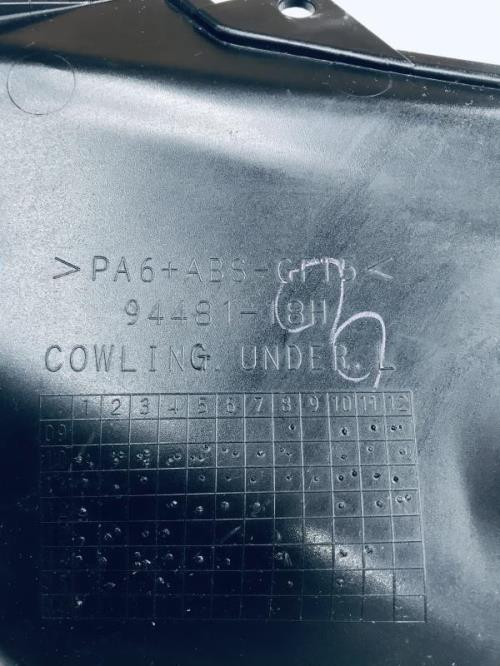 >PA6+ABS-GF15<
94481-18H
COWLING. UNDER. L
1 2 3 4 5 6 7 8 9 10 11 12
09